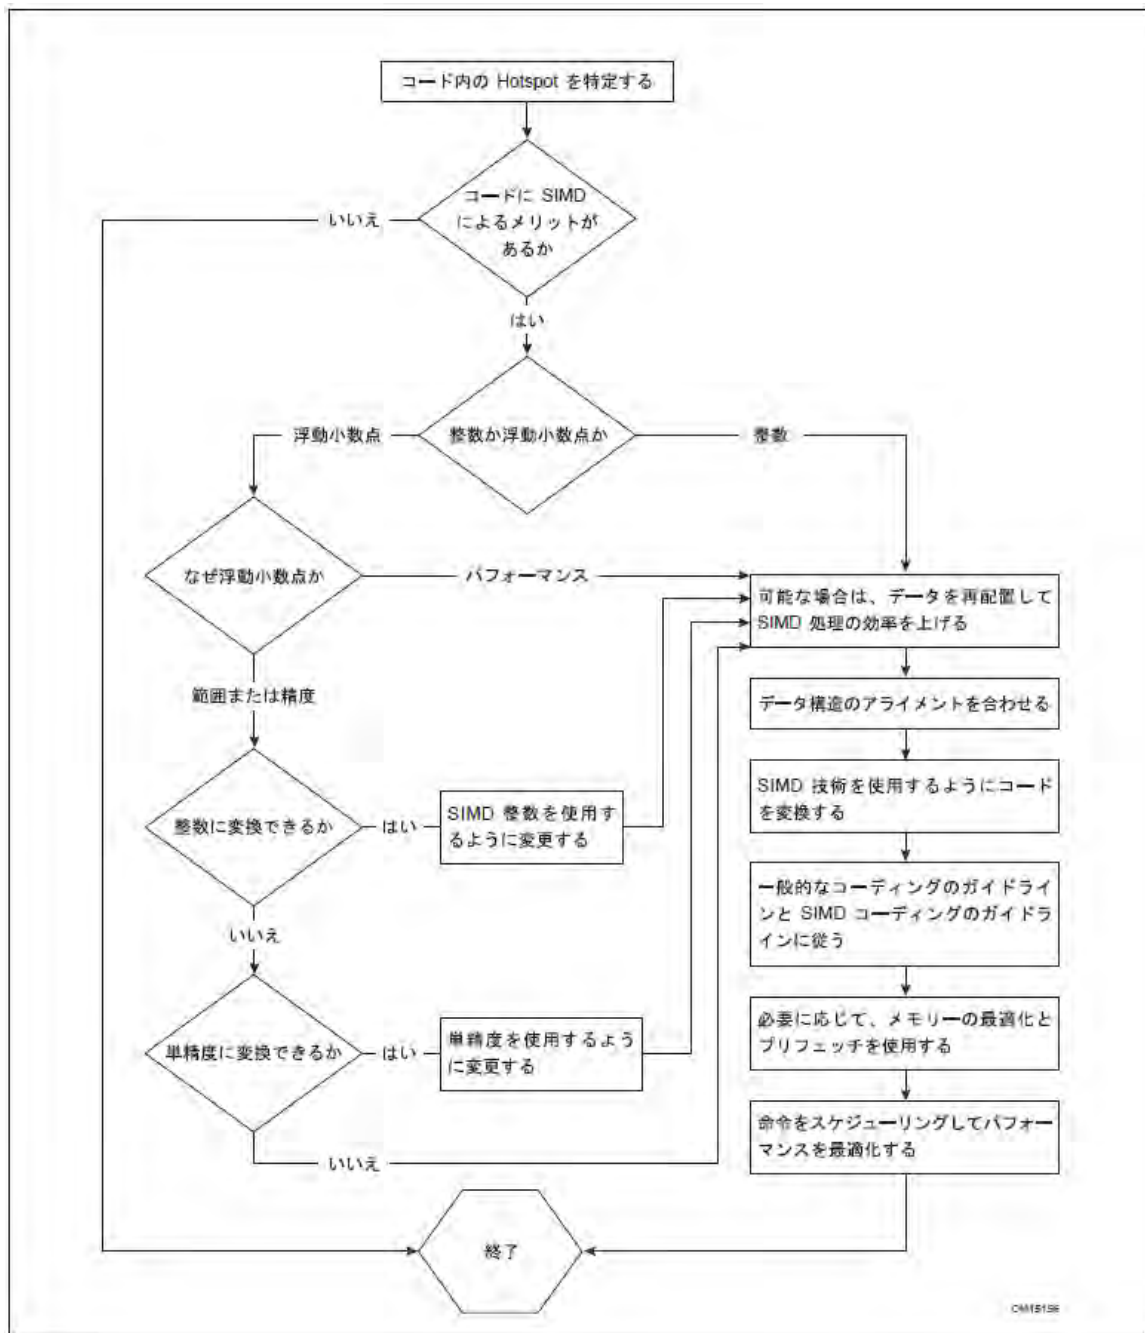 コード内の Hotspot を特定する
コードに SIMD
によるメリットが
あるか
いいえ
はい
浮動小数点
整数か浮動小数点か
整数
なぜ浮動小数点か
パフォーマンス
可能な場合は、データを再配置して
SIMD 処理の効率を上げる
範囲または精度
データ構造のアライメントを合わせる
整数に変換できるか
はい
SIMD 整数を使用す
るように変更する
SIMD 技術を使用するようにコード
を変換する
一般的なコーディングのガイドライ
ンと SIMD コーディングのガイドラ
インに従う
いいえ
単精度に変換できるか
はい
単精度を使用するよう
に変更する
必要に応じて、メモリーの最適化と
プリフェッチを使用する
命令をスケジューリングしてパフォー
マンスを最適化する
いいえ
終了
OM15156